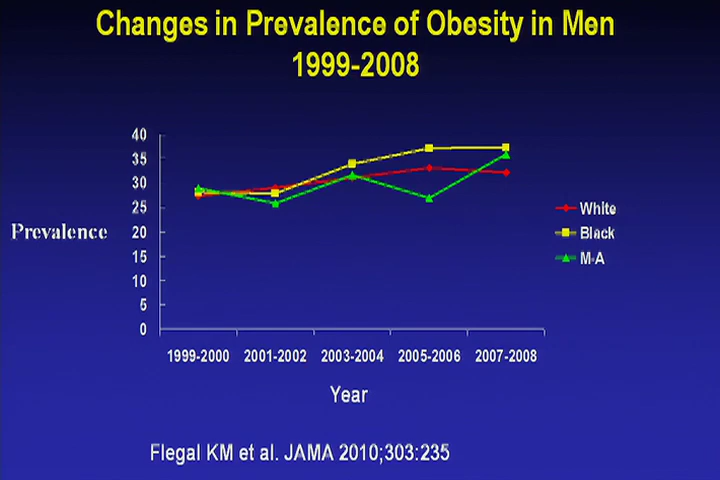 Changes in Prevalence of Obesity in Men
1999-2008
40
35
30
25
20
15
10
5
0
Prevalence
1999-2000 2001-2002 2003-2004 2005-2006 2007-2008
Year
White
Black
M-A
Flegal KM et al. JAMA 2010;303:235